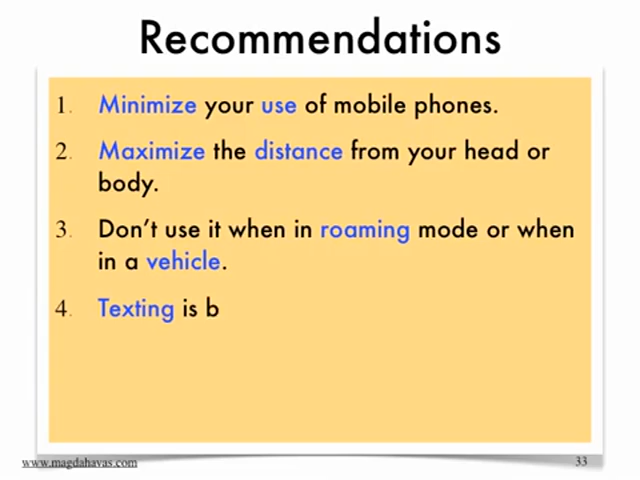 Recommendations
1. Minimize your use of mobile phones.
2. Maximize the distance from your head or
body.
3. Don't use it when in roaming mode or when
in a vehicle.
4. Texting is b
www.magdahavas.com
33